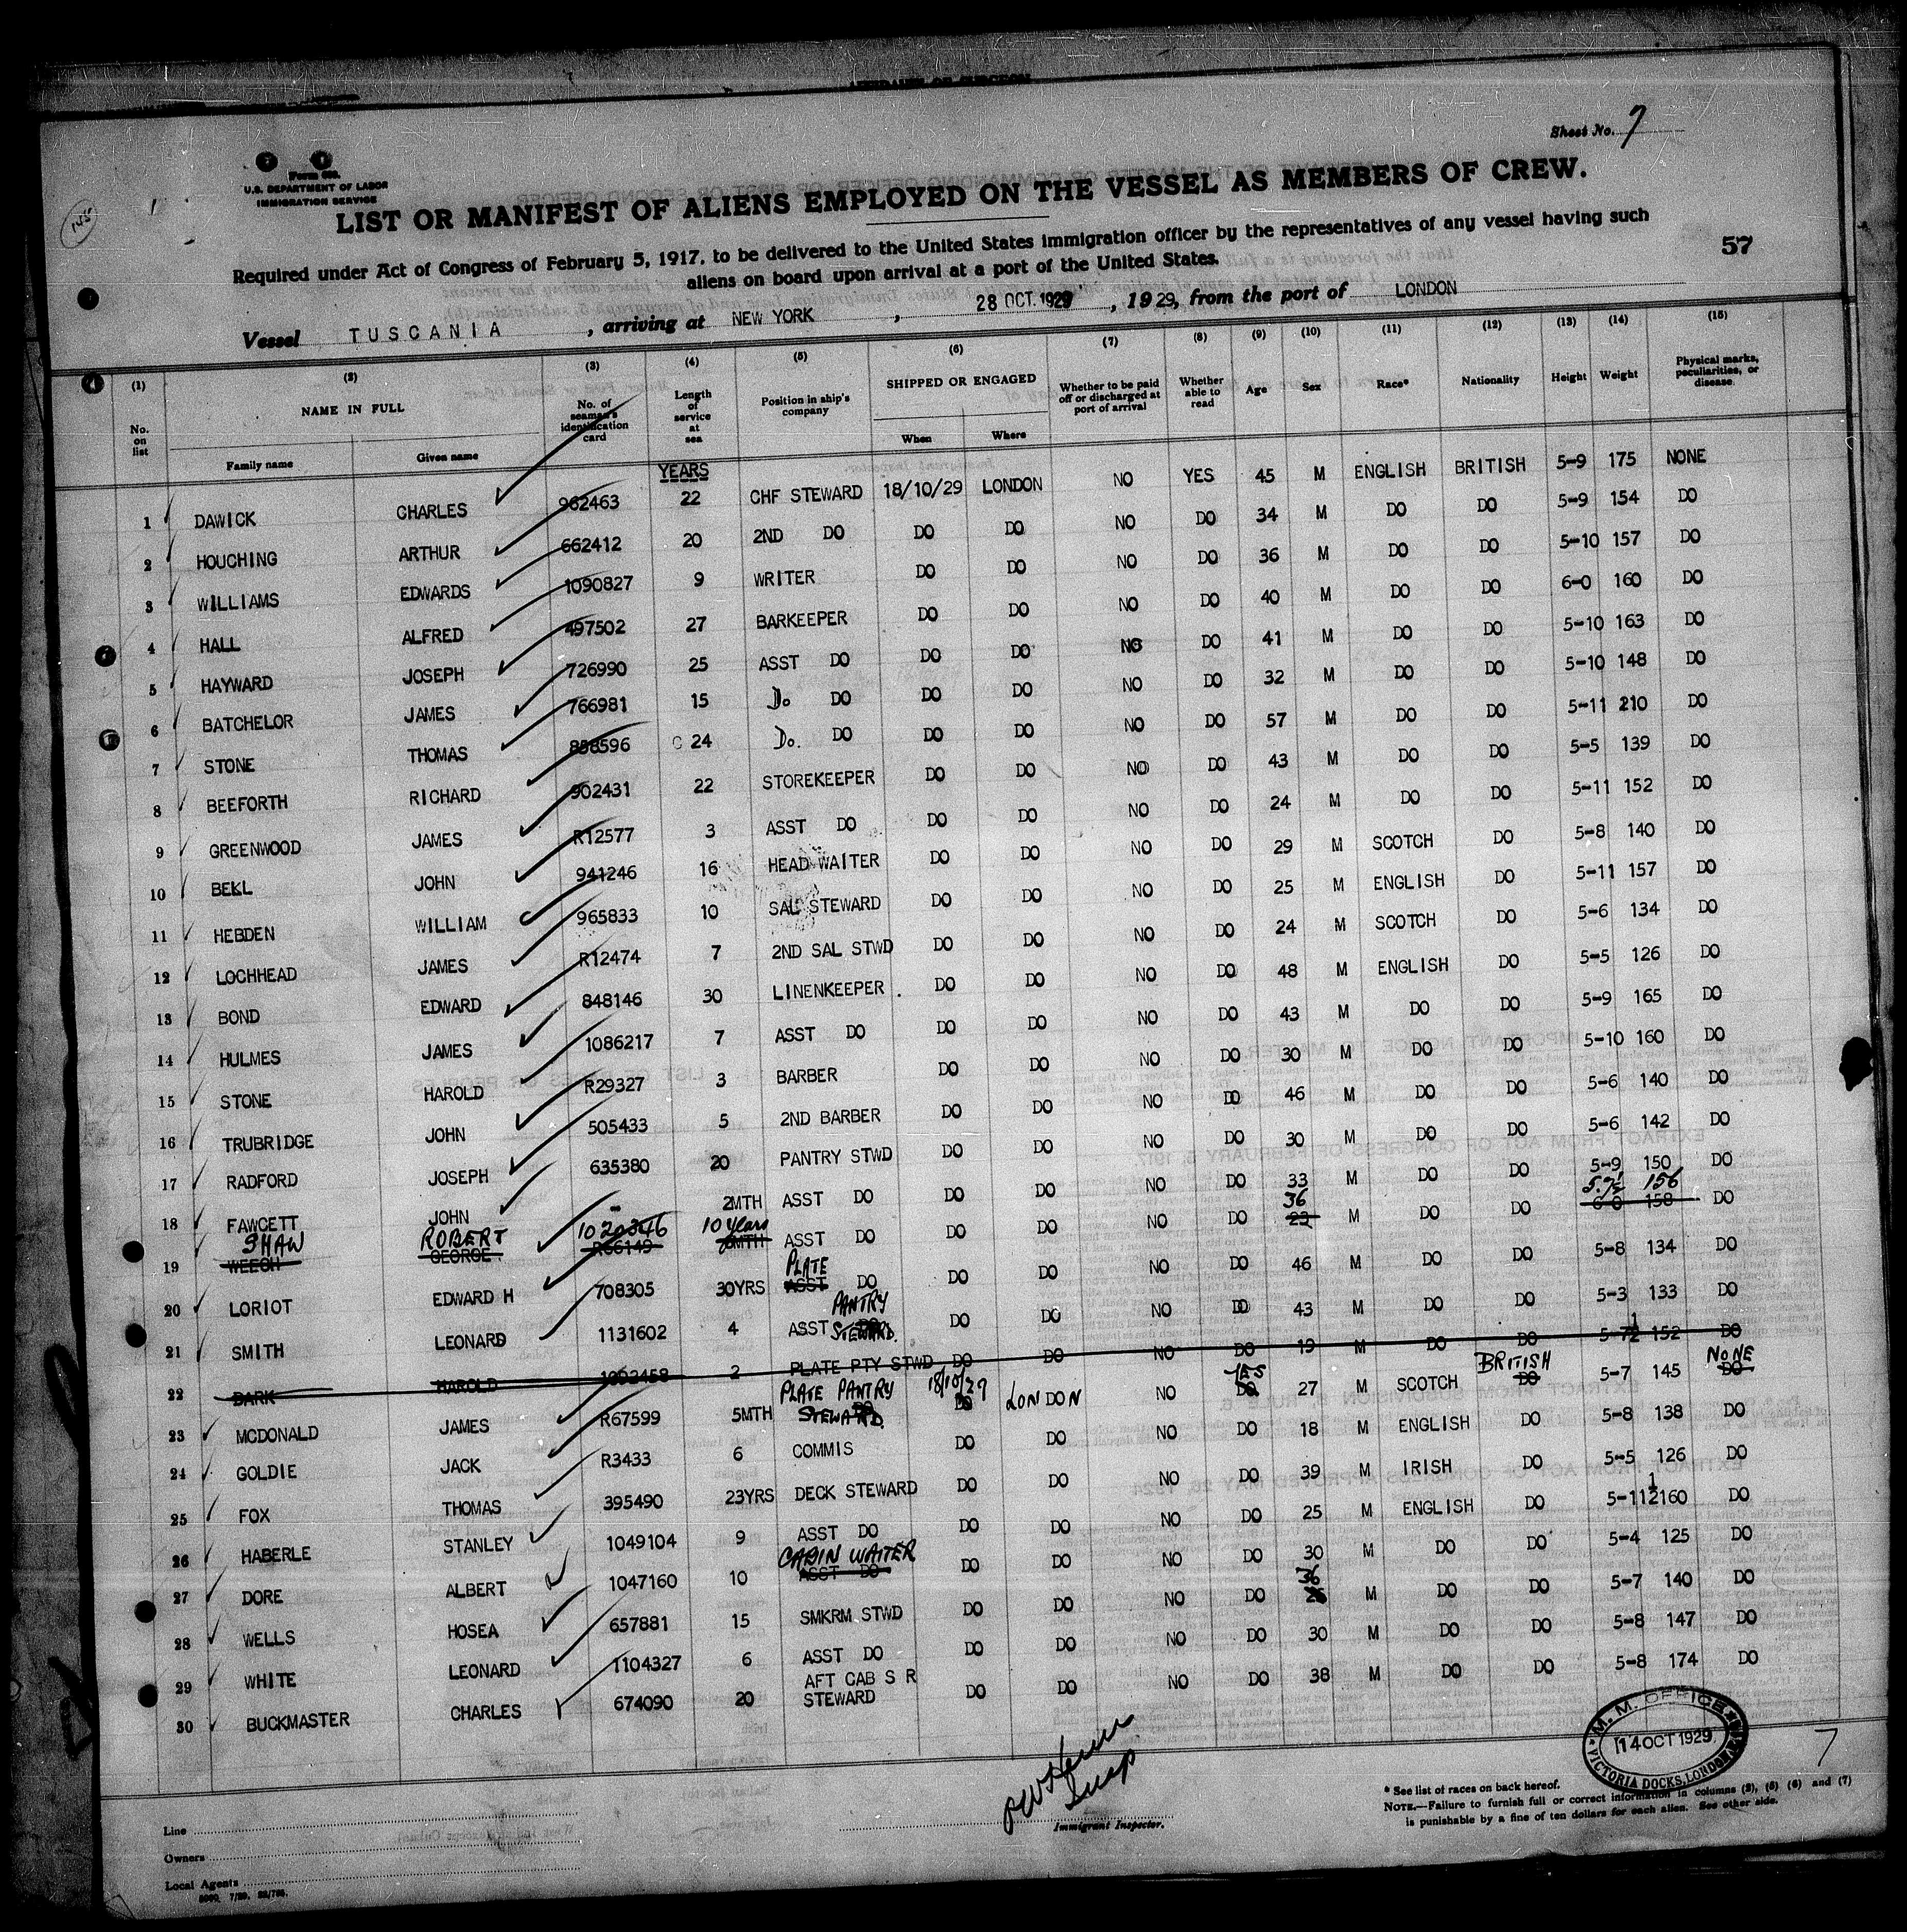 Sheet No. 7
Form 689.
U.S. DEPARTMENT OF LABOR
IMMIGRATION SERVICE
LIST OR MANIFEST OF ALIENS EMPLOYED ON THE VESSEL AS MEMBERS OF CREW.
Required under Act of Congress of February 5, 1917, to be delivered to the United States immigration officer by the representatives of any vessel having such
aliens on board upon arrival at a port of the United States.
57
Vessel TUSCANIA, arriving at NEW YORK, 28 OCT. 1929, 1929, from the port of LONDON
(1) (2) (3) (4) (5) (6) (7) (8) (9) (10) (11) (12) (13) (14) (15)
No. on list NAME IN FULL Family name Given name No. of seaman's identification card Length of service at sea Position in ship's company SHIPPED OR ENGAGED When Where Whether to be paid off or discharged at port of arrival Whether able to read Age Sex Race* Nationality Height Weight Physical marks, peculiarities, or disease.
YEARS
1 DAWICK CHARLES 962463 22 CHF STEWARD 18/10/29 LONDON NO YES 45 M ENGLISH BRITISH 5-9 175 NONE
2 HOUCHING ARTHUR 662412 20 2ND DO DO DO NO DO 34 M DO DO 5-9 154 DO
3 WILLIAMS EDWARDS 1090827 9 WRITER DO DO NO DO 36 M DO DO 5-10 157 DO
4 HALL ALFRED 497502 27 BARKEEPER DO DO NO DO 40 M DO DO 6-0 160 DO
5 HAYWARD JOSEPH 726990 25 ASST DO DO DO NO DO 41 M DO DO 5-10 163 DO
6 BATCHELOR JAMES 766981 15 Do DO DO DO NO DO 32 M DO DO 5-10 148 DO
7 STONE THOMAS 858596 24 Do. DO DO DO NO DO 57 M DO DO 5-11 210 DO
8 BEEFORTH RICHARD 902431 22 STOREKEEPER DO DO NO DO 43 M DO DO 5-5 139 DO
9 GREENWOOD JAMES R12577 3 ASST DO DO DO NO DO 24 M DO DO 5-11 152 DO
10 BEKL JOHN 941246 16 HEAD WAITER DO DO NO DO 29 M SCOTCH DO 5-8 140 DO
11 HEBDEN WILLIAM 965833 10 SAL STEWARD DO DO NO DO 25 M ENGLISH DO 5-11 157 DO
12 LOCHHEAD JAMES R12474 7 2ND SAL STWD DO DO NO DO 24 M SCOTCH DO 5-6 134 DO
13 BOND EDWARD 848146 30 LINENKEEPER. DO DO NO DO 48 M ENGLISH DO 5-5 126 DO
14 HULMES JAMES 1086217 7 ASST DO DO DO NO DO 43 M DO DO 5-9 165 DO
15 STONE HAROLD R29327 3 BARBER DO DO NO DO 30 M DO DO 5-10 160 DO
16 TRUBRIDGE JOHN 505433 5 2ND BARBER DO DO NO DO 46 M DO DO 5-6 140 DO
17 RADFORD JOSEPH 635380 20 PANTRY STWD DO DO NO DO 30 M DO DO 5-6 142 DO
18 FAWCETT JOHN - 2MTH ASST DO DO DO NO DO 33 M DO DO 5-9 150 DO
SHAW ROBERT 1020346 10 years 36 5.7½ 156
19 WEECH GEORGE R66149 ASST DO DO DO NO DO 23 M DO DO 6-0 158 DO
PLATE
20 LORIOT EDWARD H 708305 30YRS ASST DO DO DO NO DO 46 M DO DO 5-8 134 DO
PANTRY
21 SMITH LEONARD 1131602 4 ASST STEWARD. DO DO NO DO 43 M DO DO 5-3 133 DO
22 DARK HAROLD 1092458 2 PLATE PTY STWD DO DO NO DO 19 M DO DO 5-7½ 152 DO
PLATE PANTRY 18/10/29 YES BRITISH NONE
23 MCDONALD JAMES R67599 5MTH STEWARD. DO LONDON NO DO 27 M SCOTCH DO 5-7 145 DO
24 GOLDIE JACK R3433 6 COMMIS DO DO NO DO 18 M ENGLISH DO 5-8 138 DO
25 FOX THOMAS 395490 23YRS DECK STEWARD DO DO NO DO 39 M IRISH DO 5-5 126 DO
26 HABERLE STANLEY 1049104 9 ASST DO DO DO NO DO 25 M ENGLISH DO 5-11½ 160 DO
CABIN WAITER
27 DORE ALBERT 1047160 10 ASST DO DO DO NO DO 30 M DO DO 5-4 125 DO
36
28 WELLS HOSEA 657881 15 SMKRM STWD DO DO NO DO 26 M DO DO 5-7 140 DO
29 WHITE LEONARD 1104327 6 ASST DO DO DO NO DO 30 M DO DO 5-8 147 DO
AFT CAB S R
30 BUCKMASTER CHARLES 674090 20 STEWARD DO DO NO DO 38 M DO DO 5-8 174 DO
M. M. OFFICE
14 OCT 1929
VICTORIA DOCKS, LONDON
7
* See list of races on back hereof.
NOTE.—Failure to furnish full or correct information in columns (2), (5) (6) and (7)
is punishable by a fine of ten dollars for each alien. See other side.
Immigrant Inspector.
Line
Owners
Local Agents